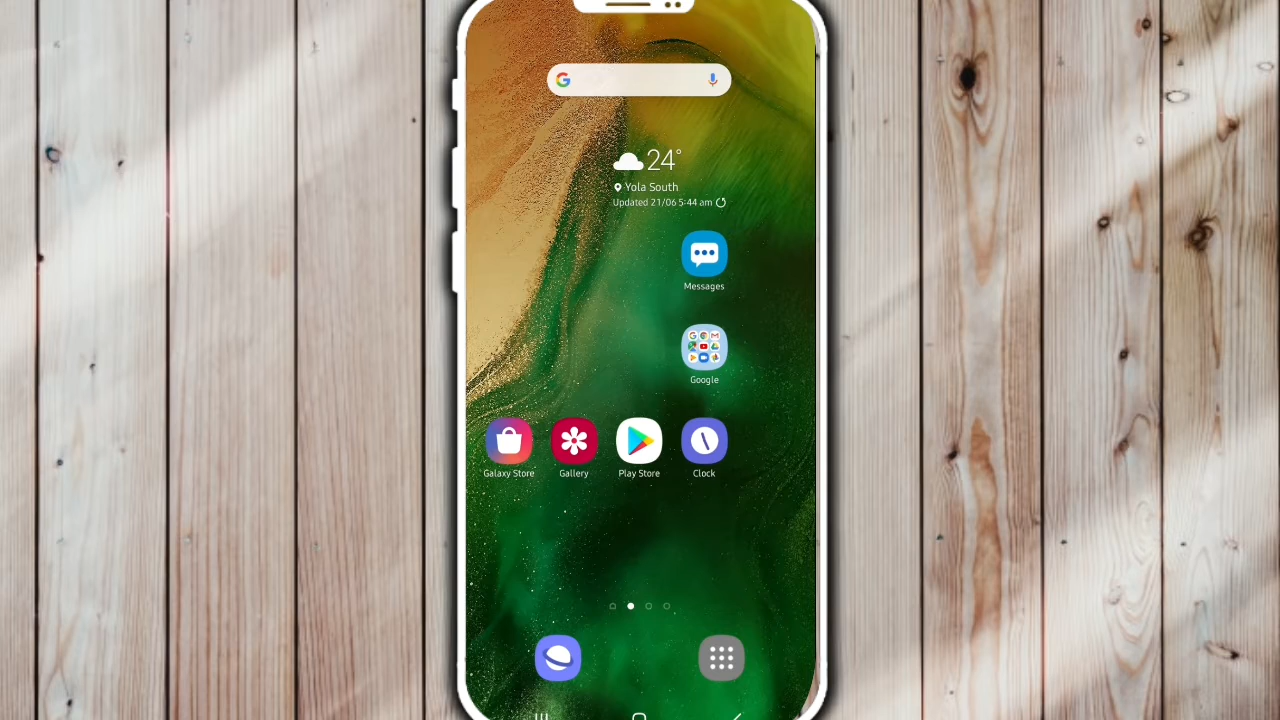 24°
Yola South
Updated 21/06 5:44 am
Messages
Google
Galaxy Store
Gallery
Play Store
Clock